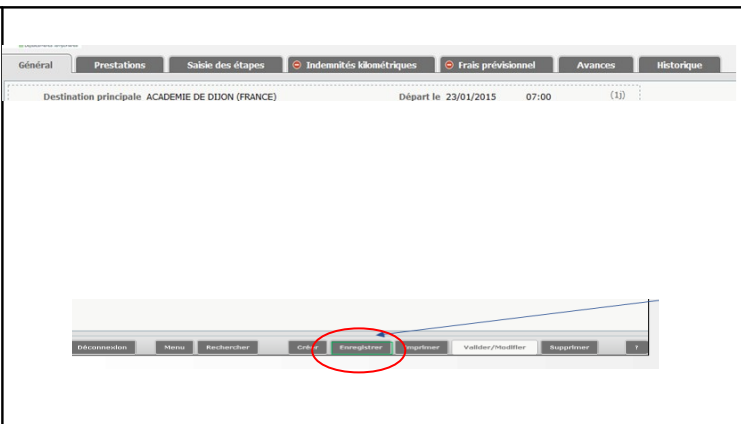 Général Prestations Saisie des étapes Indemnités kilométriques Frais prévisionnel Avances Historique
Destination principale ACADEMIE DE DIJON (FRANCE) Départ le 23/01/2015 07:00 (1j)
Déconnexion Menu Rechercher Créer Enregistrer Imprimer Valider/Modifier Supprimer ?